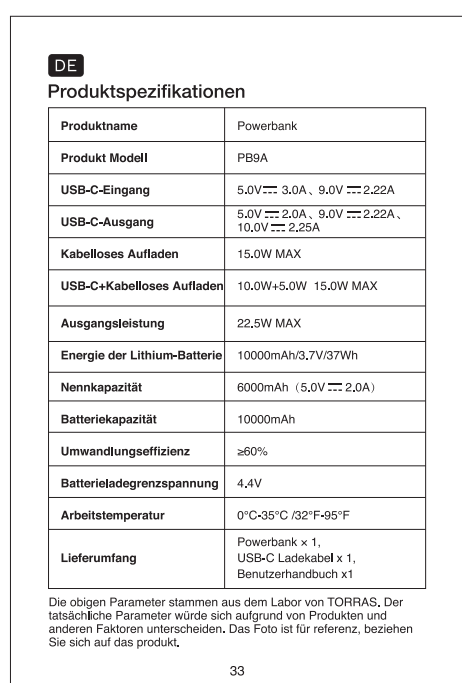 DE
Produktspezifikationen
Produktname Powerbank
Produkt Modell PB9A
USB-C-Eingang 5.0V⎓ 3.0A、9.0V⎓2.22A
USB-C-Ausgang 5.0V⎓2.0A、9.0V⎓2.22A、
10.0V⎓2.25A
Kabelloses Aufladen 15.0W MAX
USB-C+Kabelloses Aufladen 10.0W+5.0W 15.0W MAX
Ausgangsleistung 22.5W MAX
Energie der Lithium-Batterie 10000mAh/3.7V/37Wh
Nennkapazität 6000mAh（5.0V⎓2.0A）
Batteriekapazität 10000mAh
Umwandlungseffizienz ≥60%
Batterieladegrenzspannung 4.4V
Arbeitstemperatur 0°C-35°C /32°F-95°F
Lieferumfang Powerbank × 1,
USB-C Ladekabel x 1,
Benutzerhandbuch x1
Die obigen Parameter stammen aus dem Labor von TORRAS. Der
tatsächliche Parameter würde sich aufgrund von Produkten und
anderen Faktoren unterscheiden. Das Foto ist für referenz, beziehen
Sie sich auf das produkt.
33